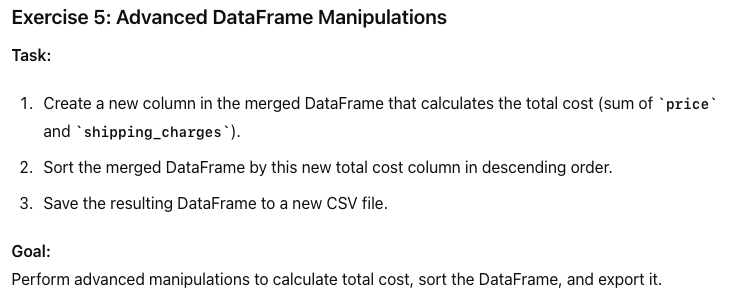 Exercise 5: Advanced DataFrame Manipulations
Task:
1. Create a new column in the merged DataFrame that calculates the total cost (sum of `price`
and `shipping_charges`).
2. Sort the merged DataFrame by this new total cost column in descending order.
3. Save the resulting DataFrame to a new CSV file.
Goal:
Perform advanced manipulations to calculate total cost, sort the DataFrame, and export it.